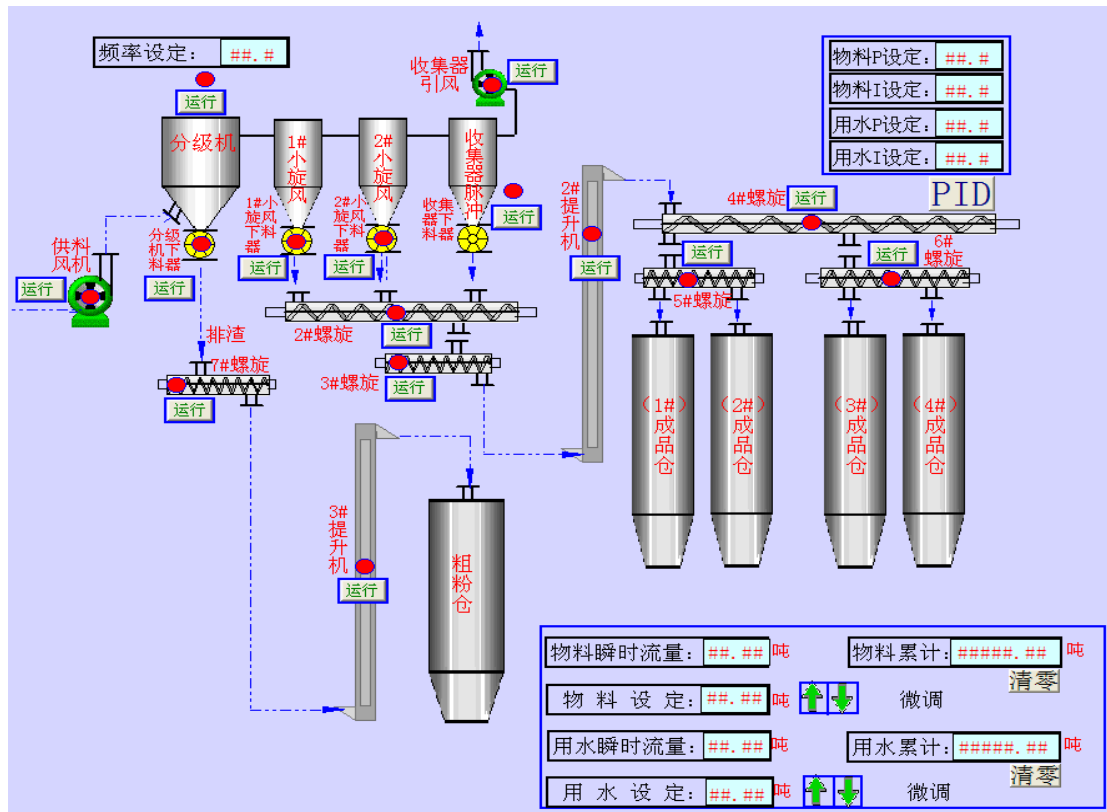 频率设定: ##.#
运行
分级机
1#小旋风
2#小旋风
收集器脉冲
收集器引风
运行
运行
供料风机
运行
分级机下料器
运行
1#小旋风下料器
运行
2#小旋风下料器
运行
收集器下料器
排渣
7#螺旋
运行
2#螺旋
运行
3#螺旋
运行
3#提升机
运行
粗粉仓
2#提升机
运行
物料P设定: ##.#
物料I设定: ##.#
用水P设定: ##.#
用水I设定: ##.#
PID
4#螺旋
运行
运行
5#螺旋
运行
6#螺旋
(1#)成品仓
(2#)成品仓
(3#)成品仓
(4#)成品仓
物料瞬时流量: ##.## 吨
物料累计: #####.## 吨
清零
物料设定: ##.## 吨
微调
用水瞬时流量: ##.## 吨
用水累计: #####.## 吨
清零
用水设定: ##.## 吨
微调